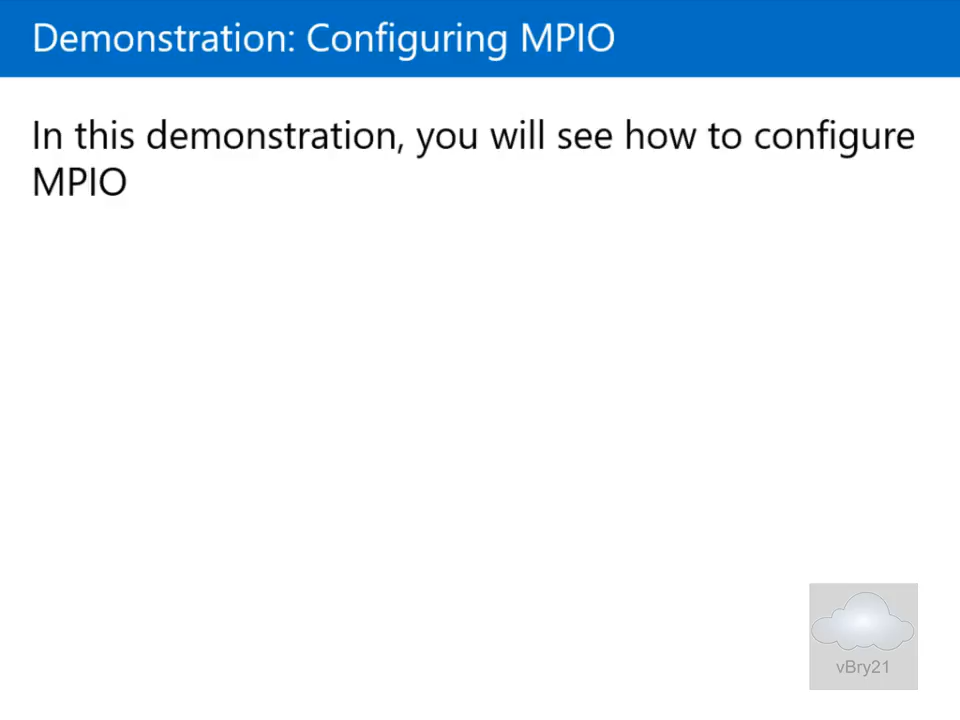 Demonstration: Configuring MPIO
In this demonstration, you will see how to configure
MPIO
vBry21